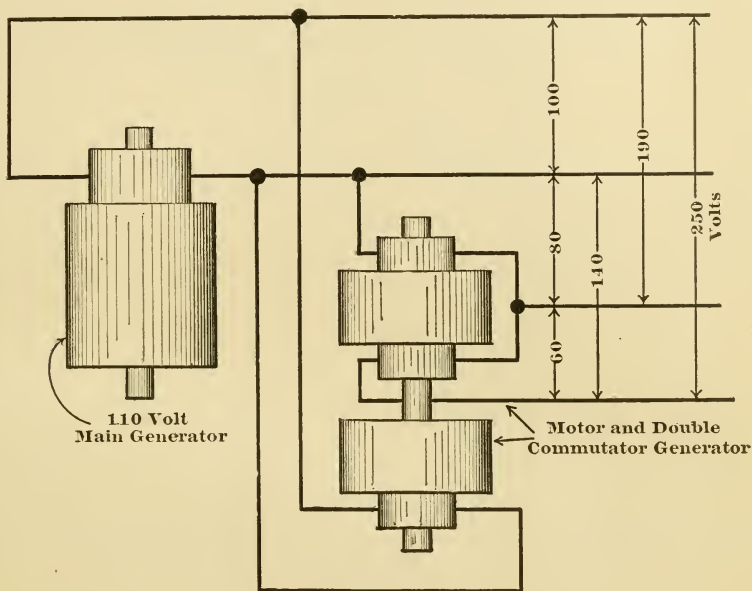 100
190
250
Volts
80
140
60
110 Volt
Main Generator
Motor and Double
Commutator Generator